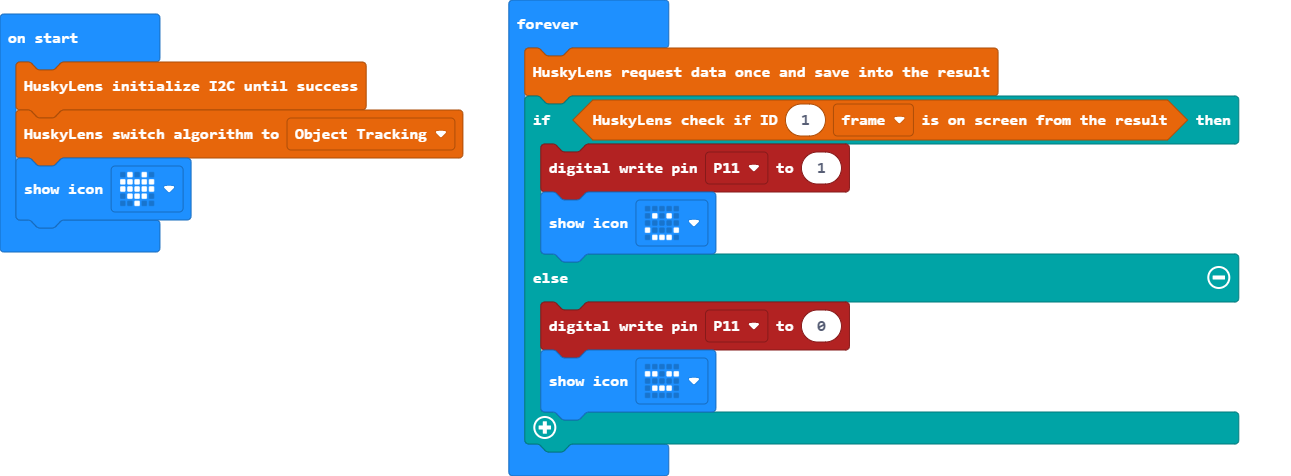 on start
HuskyLens initialize I2C until success
HuskyLens switch algorithm to Object Tracking
show icon
forever
HuskyLens request data once and save into the result
if HuskyLens check if ID 1 frame is on screen from the result then
digital write pin P11 to 1
show icon
else
digital write pin P11 to 0
show icon